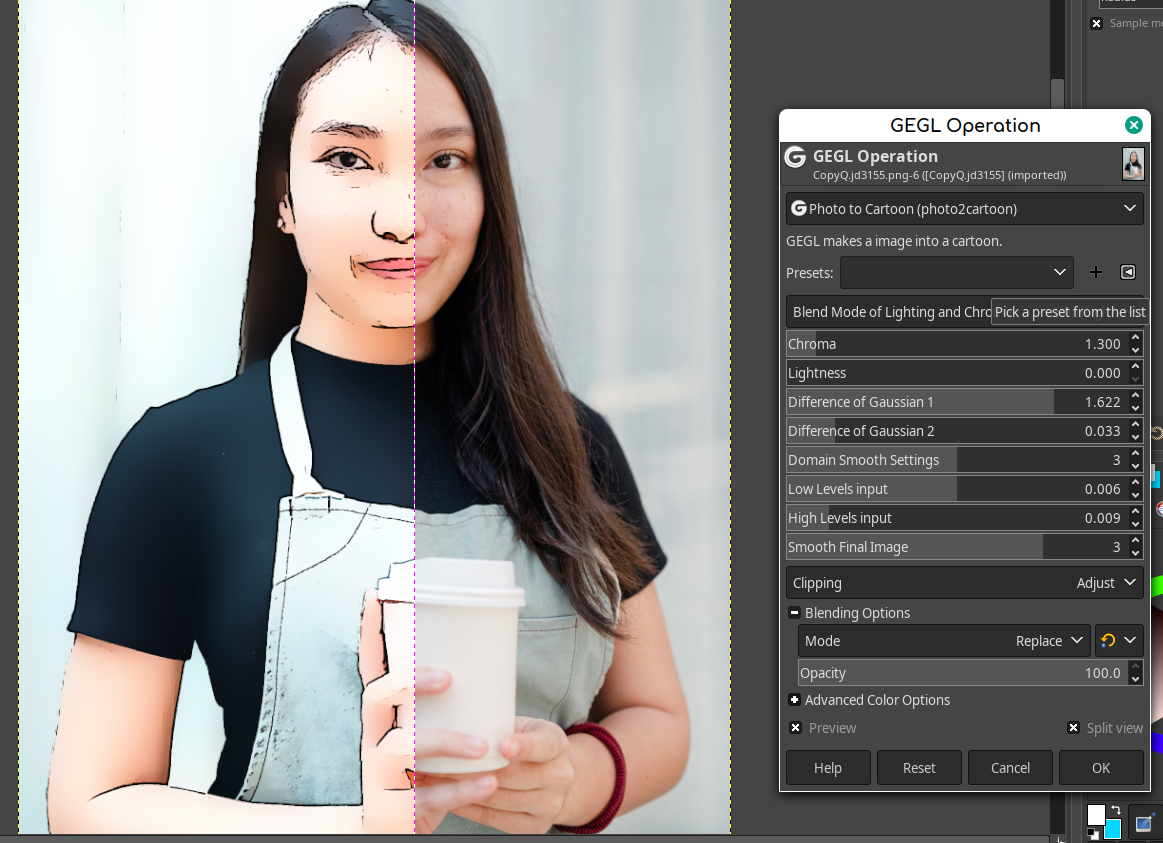 Sample m
GEGL Operation
GEGL Operation
CopyQ.jd3155.png-6 ([CopyQ.jd3155] (imported))
Photo to Cartoon (photo2cartoon)
GEGL makes a image into a cartoon.
Presets:
Blend Mode of Lighting and Chro
Pick a preset from the list
Chroma 1.300
Lightness 0.000
Difference of Gaussian 1 1.622
Difference of Gaussian 2 0.033
Domain Smooth Settings 3
Low Levels input 0.006
High Levels input 0.009
Smooth Final Image 3
Clipping Adjust
Blending Options
Mode Replace
Opacity 100.0
Advanced Color Options
Preview Split view
Help Reset Cancel OK